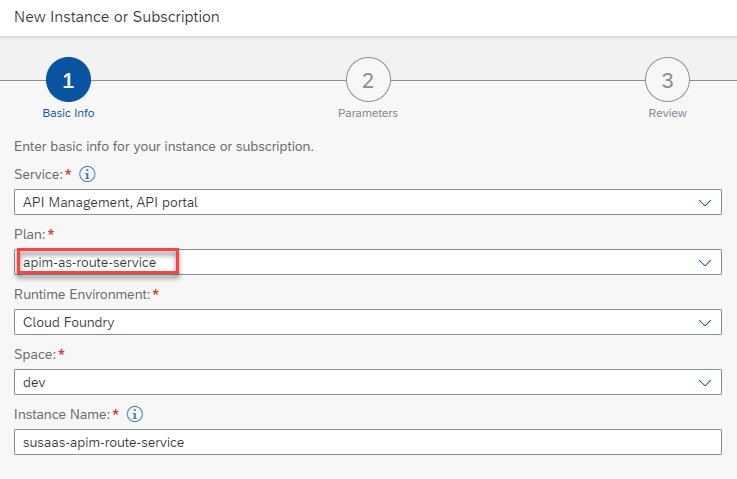 New Instance or Subscription
1
2
3
Basic Info
Parameters
Review
Enter basic info for your instance or subscription.
Service:* i
API Management, API portal
Plan:*
apim-as-route-service
Runtime Environment:*
Cloud Foundry
Space:*
dev
Instance Name:* i
susaas-apim-route-service